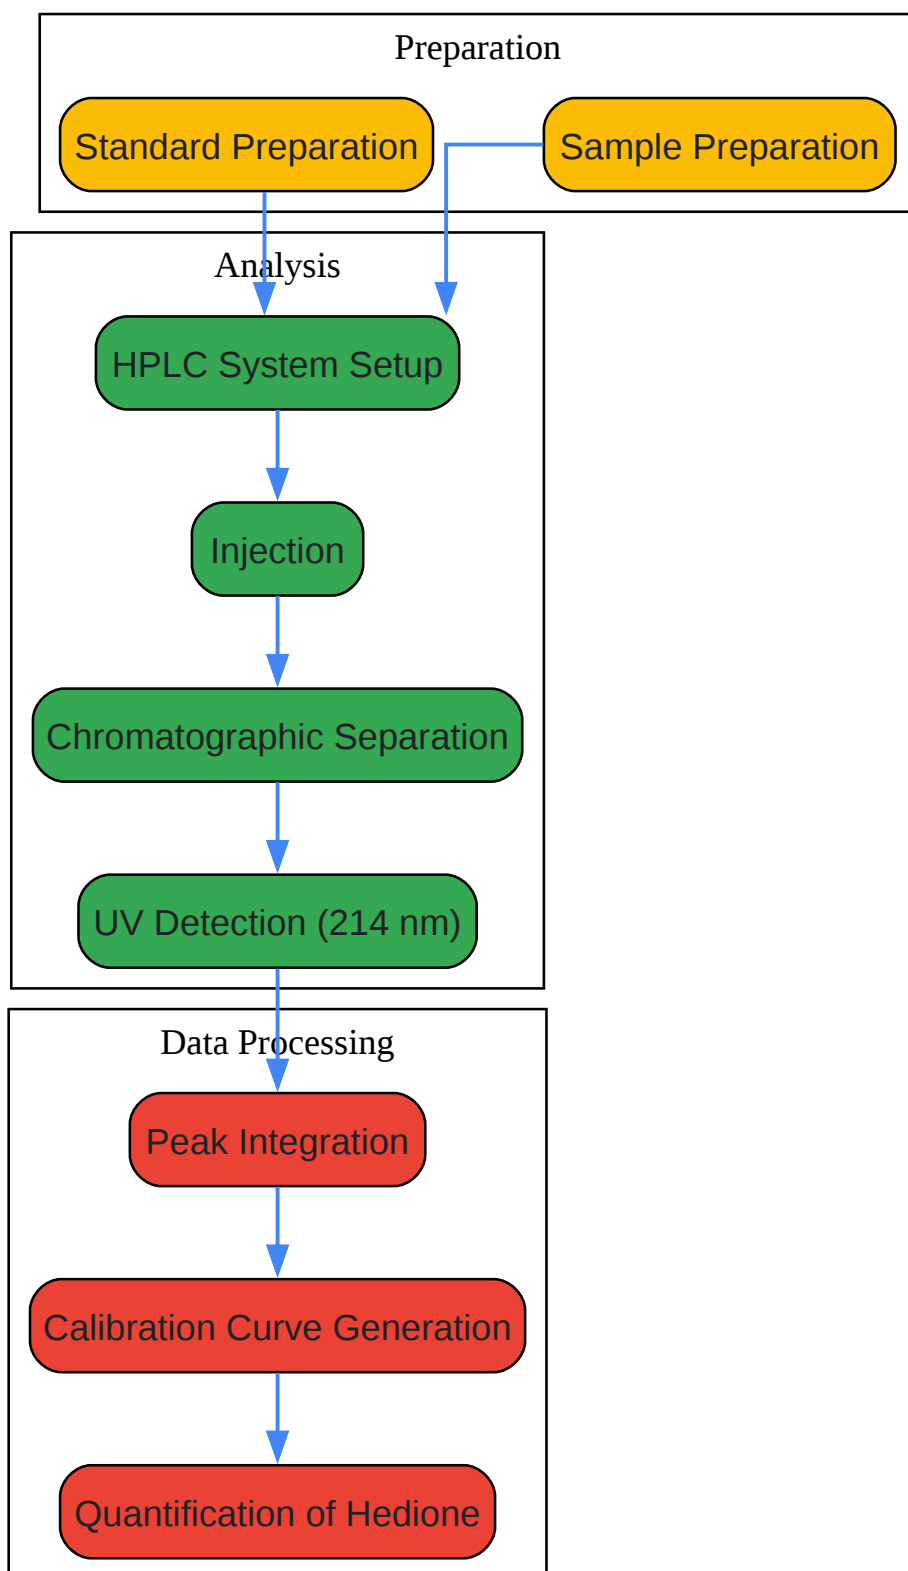 Preparation
Standard Preparation
Sample Preparation
Analysis
HPLC System Setup
Injection
Chromatographic Separation
UV Detection (214 nm)
Data Processing
Peak Integration
Calibration Curve Generation
Quantification of Hedione